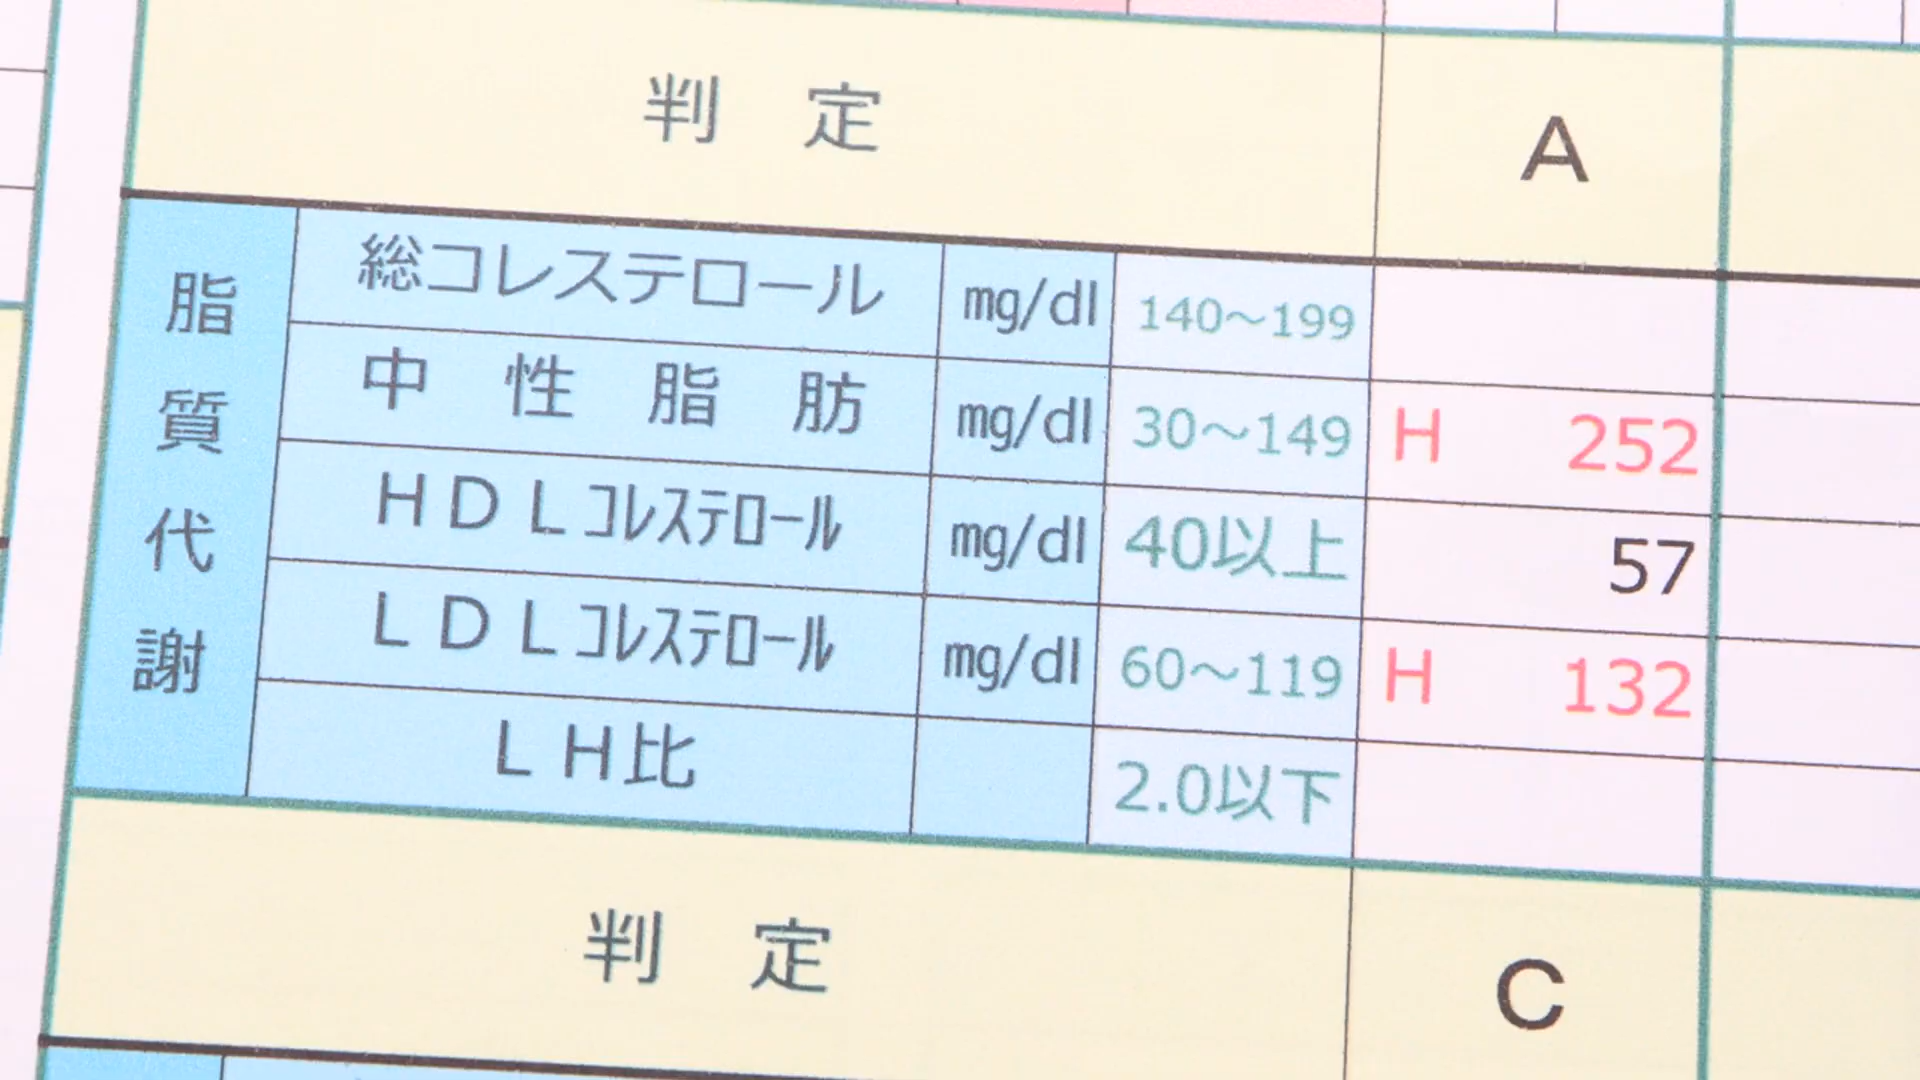 判 定 A
脂質代謝
総コレステロール mg/dl 140～199
中性脂肪 mg/dl 30～149 H 252
HDLコレステロール mg/dl 40以上 57
LDLコレステロール mg/dl 60～119 H 132
LH比 2.0以下
判 定 C